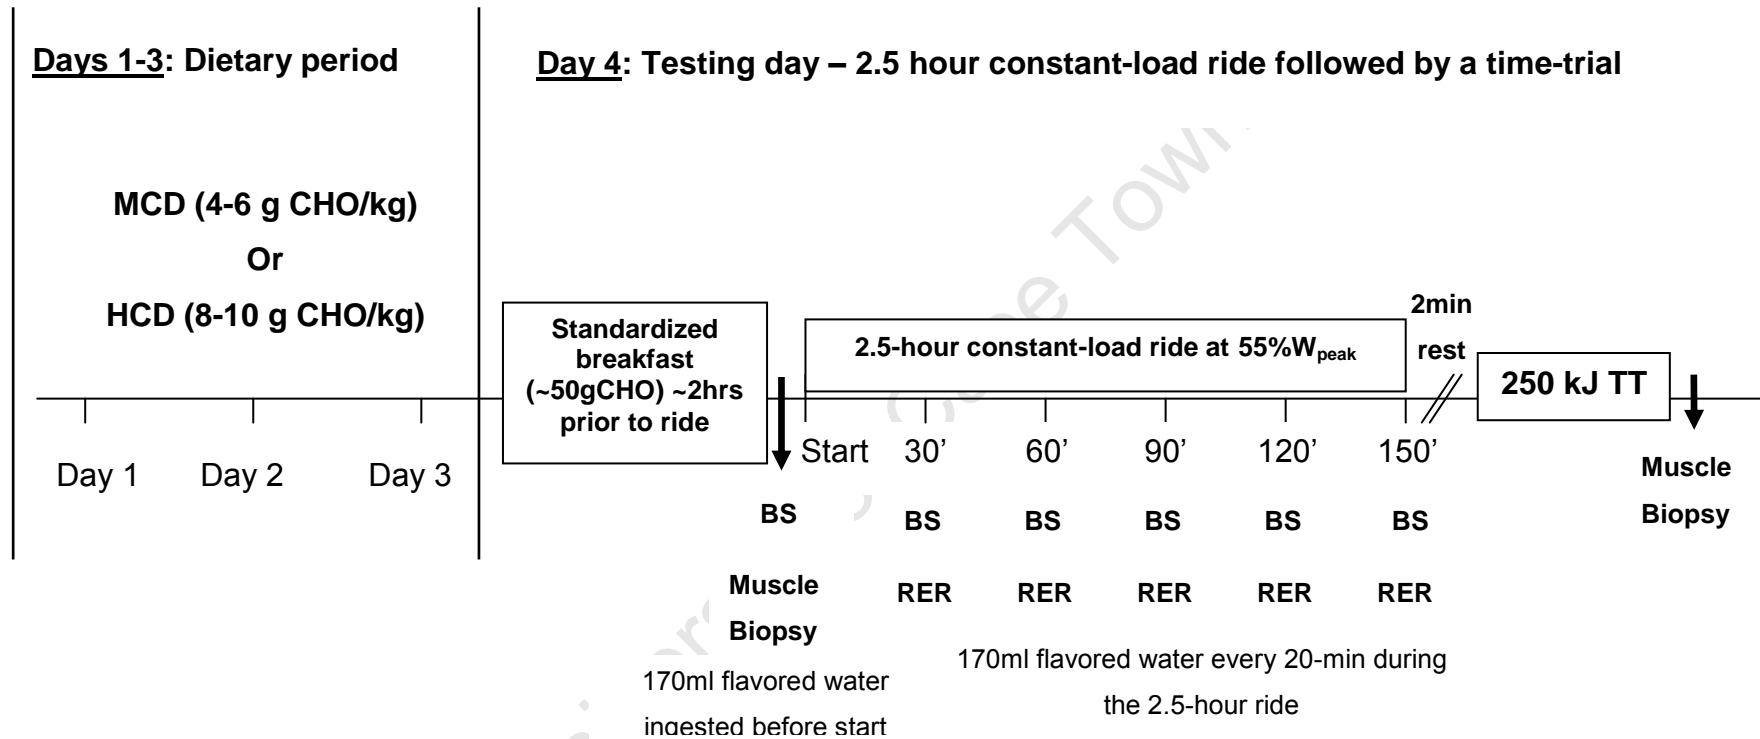 Days 1-3: Dietary period
Day 4: Testing day – 2.5 hour constant-load ride followed by a time-trial
MCD (4-6 g CHO/kg)
Or
HCD (8-10 g CHO/kg)
Day 1
Day 2
Day 3
Standardized
breakfast
(~50gCHO) ~2hrs
prior to ride
2.5-hour constant-load ride at 55%Wpeak
2min
rest
250 kJ TT
Start
30’
60’
90’
120’
150’
BS
BS
BS
BS
BS
BS
Muscle
Biopsy
RER
RER
RER
RER
RER
Muscle
Biopsy
170ml flavored water
ingested before start
170ml flavored water every 20-min during
the 2.5-hour ride
Town